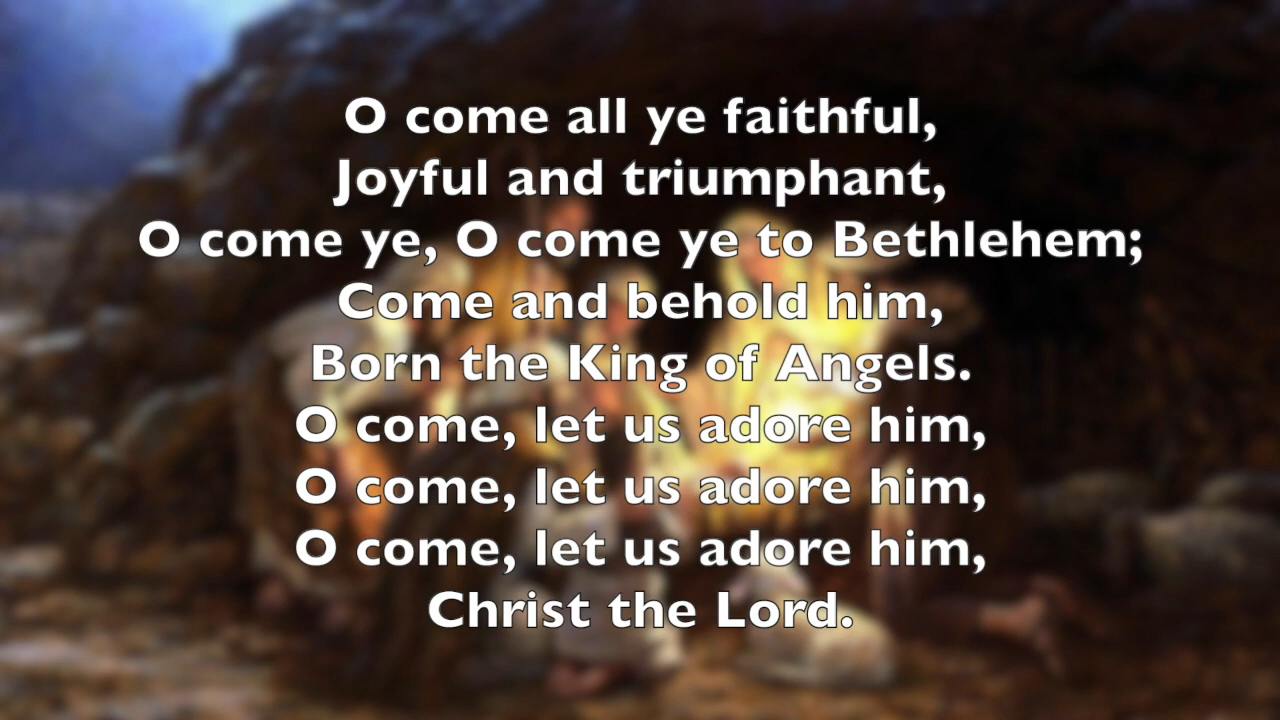 O come all ye faithful,
Joyful and triumphant,
O come ye, O come ye to Bethlehem;
Come and behold him,
Born the King of Angels.
O come, let us adore him,
O come, let us adore him,
O come, let us adore him,
Christ the Lord.